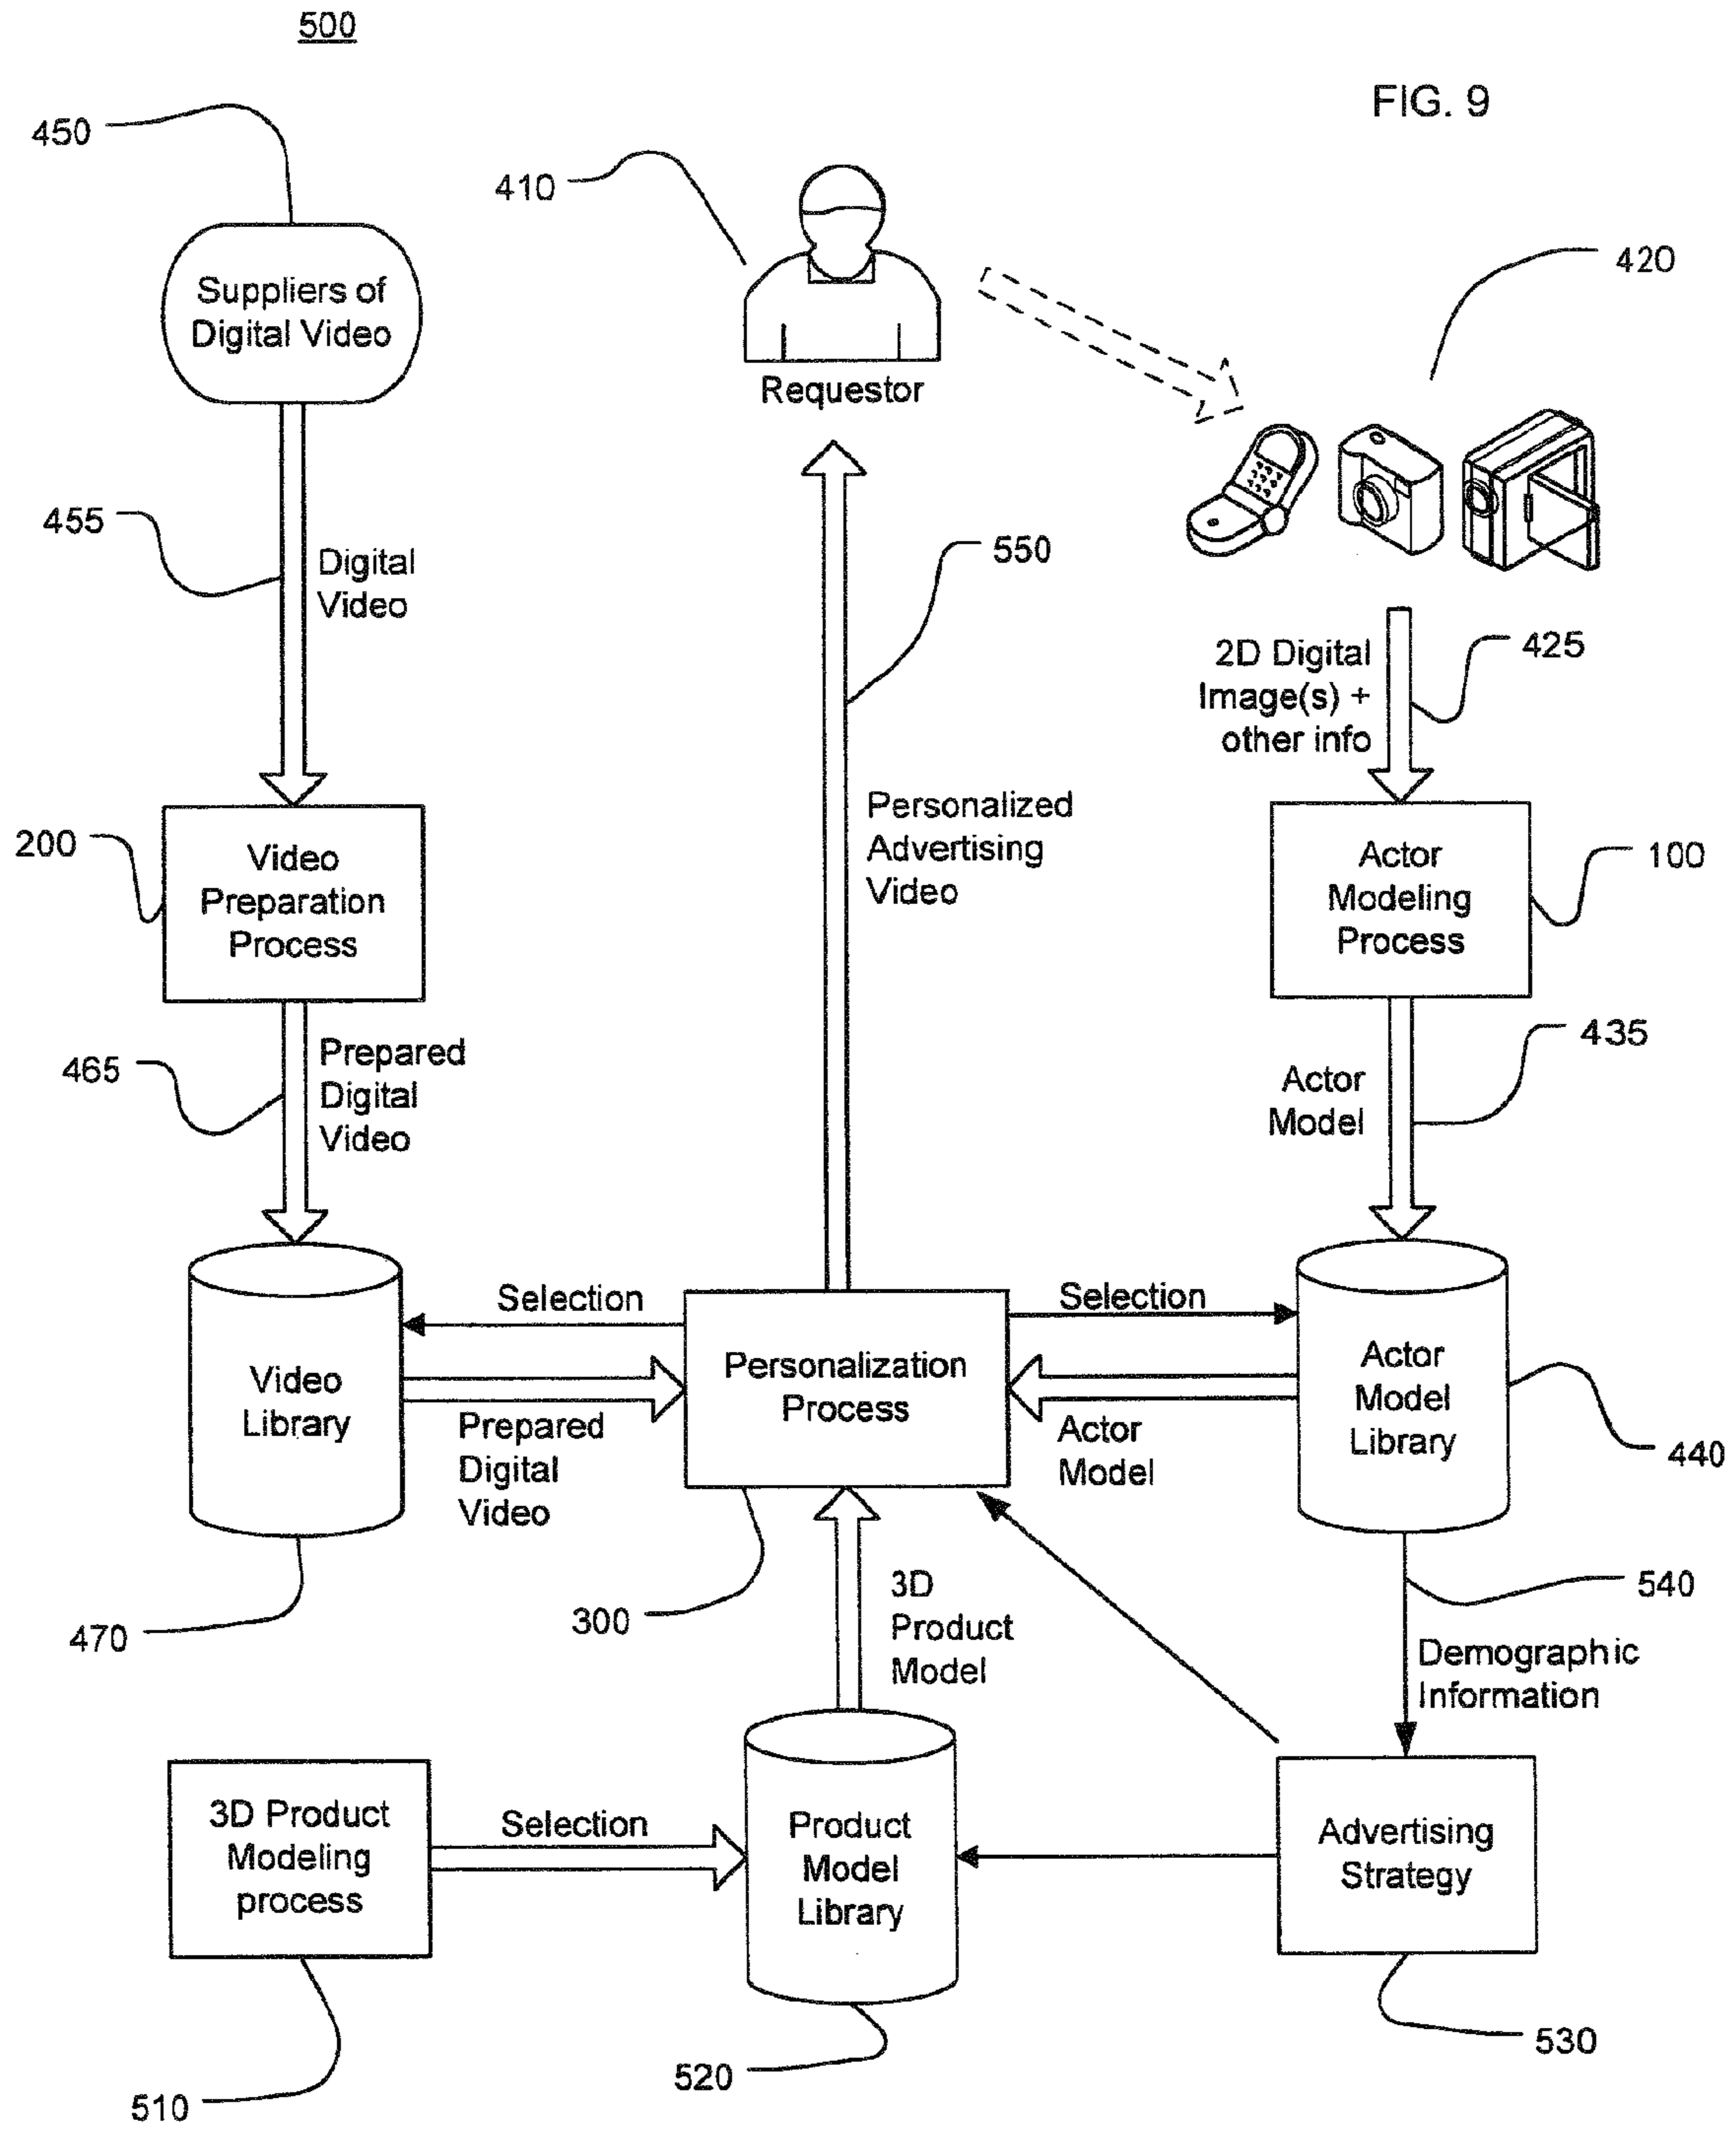 500
FIG. 9
450
410
420
Suppliers of
Digital Video
Requestor
455
Digital
Video
550
2D Digital
Image(s) +
other info
425
200
Video
Preparation
Process
Personalized
Advertising
Video
Actor
Modeling
Process
100
465
Prepared
Digital
Video
435
Actor
Model
Selection
Selection
Video
Library
Personalization
Process
Actor
Model
Library
Prepared
Digital
Video
Actor
Model
440
470
300
3D
Product
Model
540
Demographic
Information
3D Product
Modeling
process
Selection
Product
Model
Library
Advertising
Strategy
510
520
530